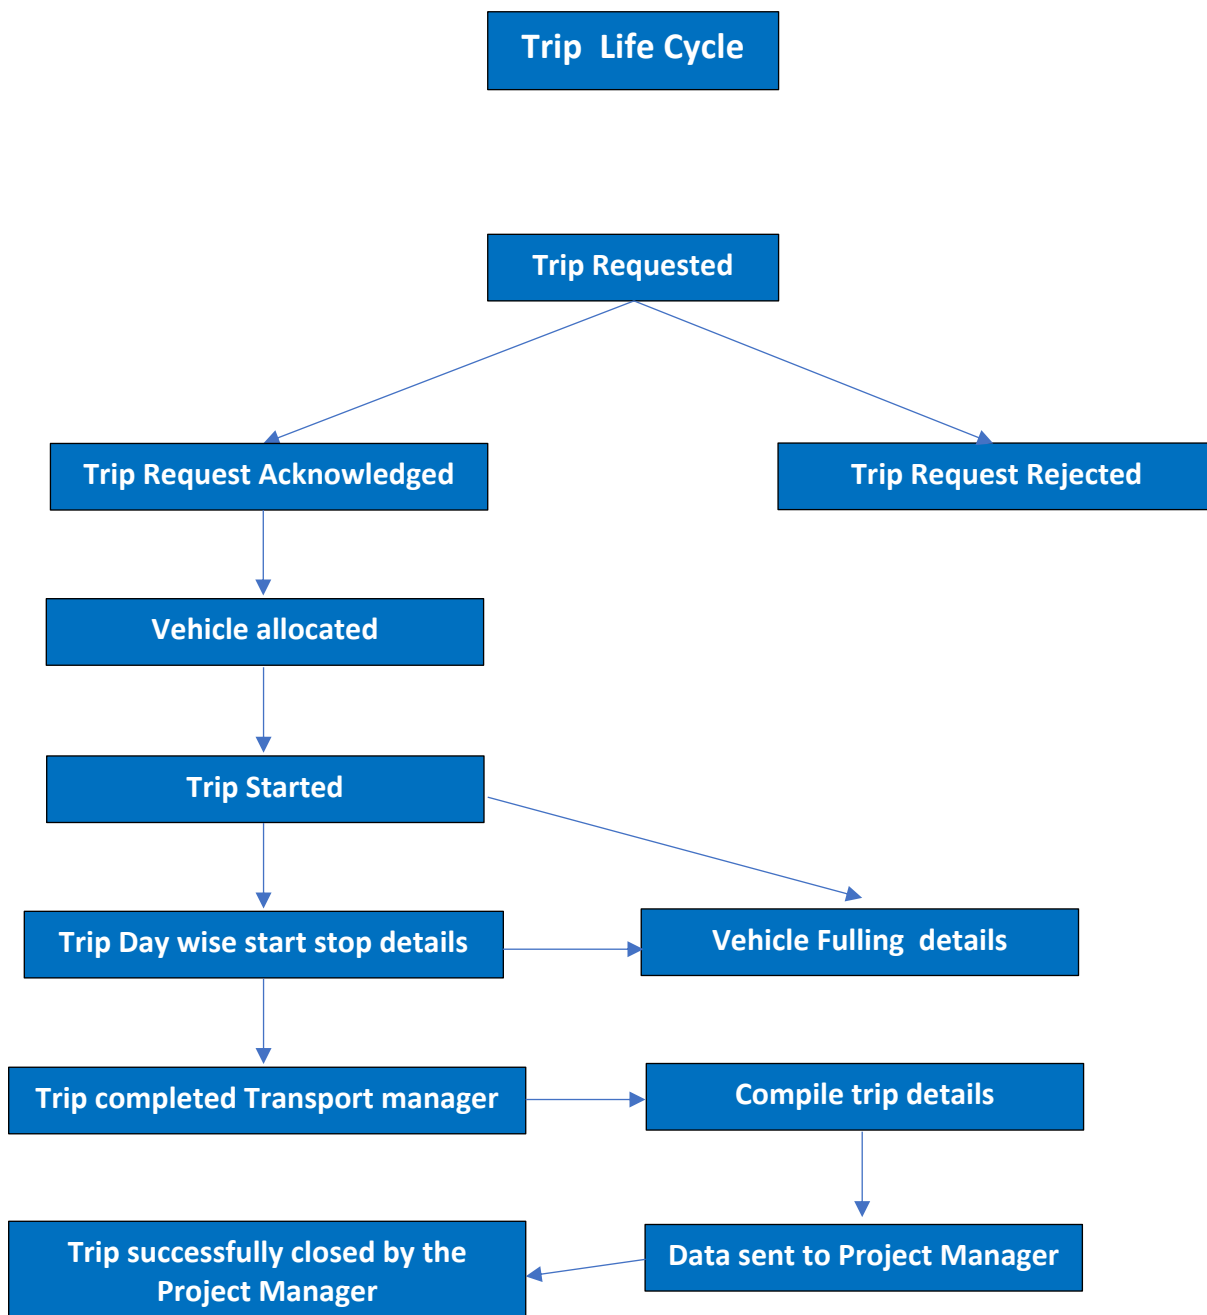 Trip  Life Cycle
Trip Requested
Trip Request Acknowledged
Trip Request Rejected
Vehicle allocated
Trip Started
Trip Day wise start stop details
Vehicle Fulling  details
Trip completed Transport manager
Compile trip details
Trip successfully closed by the
Project Manager
Data sent to Project Manager